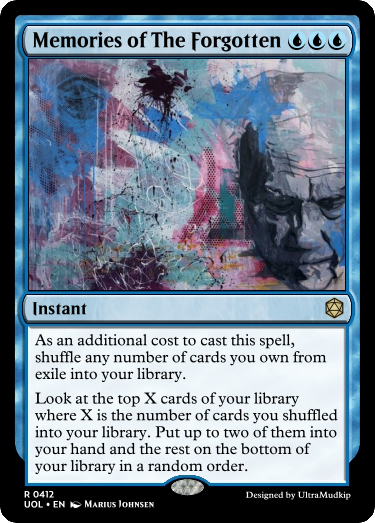 Memories of The Forgotten
Instant
As an additional cost to cast this spell,
shuffle any number of cards you own from
exile into your library.
Look at the top X cards of your library
where X is the number of cards you shuffled
into your library. Put up to two of them into
your hand and the rest on the bottom of
your library in a random order.
R 0412
UOL • EN Marius Johnsen
Designed by UltraMudkip